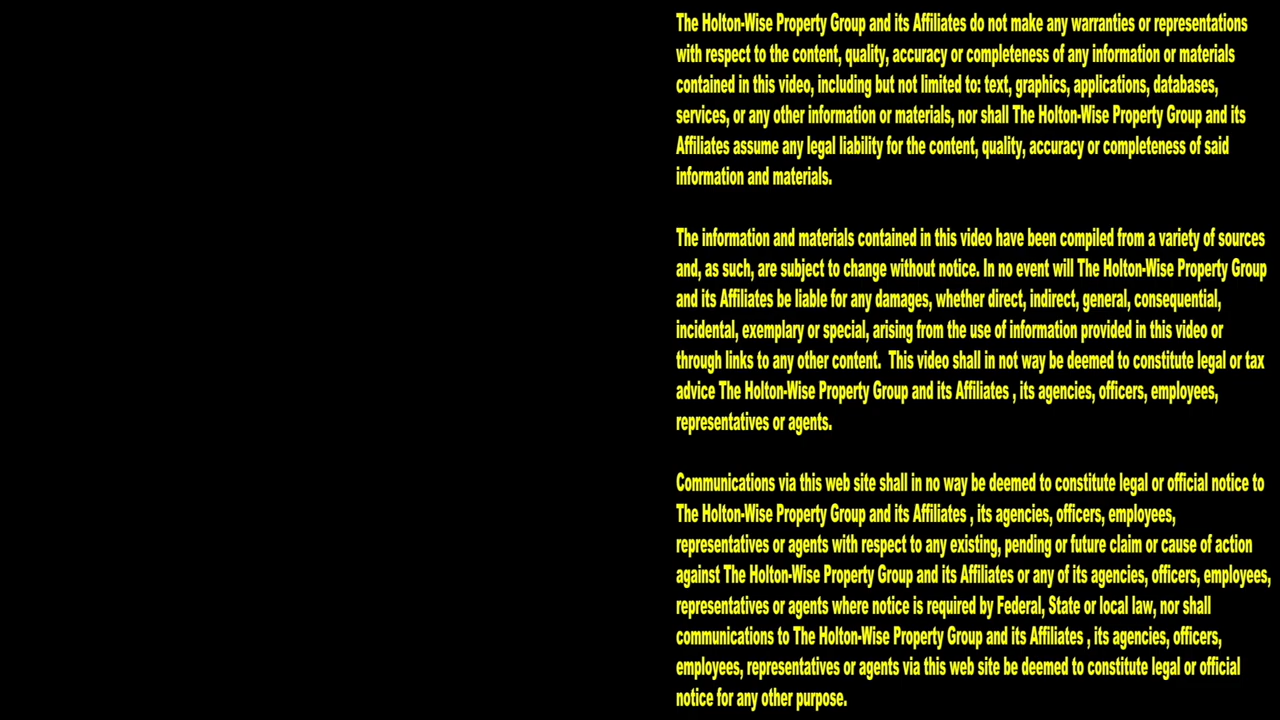 The Holton-Wise Property Group and its Affiliates do not make any warranties or representations
with respect to the content, quality, accuracy or completeness of any information or materials
contained in this video, including but not limited to: text, graphics, applications, databases,
services, or any other information or materials, nor shall The Holton-Wise Property Group and its
Affiliates assume any legal liability for the content, quality, accuracy or completeness of said
information and materials.
The information and materials contained in this video have been compiled from a variety of sources
and, as such, are subject to change without notice. In no event will The Holton-Wise Property Group
and its Affiliates be liable for any damages, whether direct, indirect, general, consequential,
incidental, exemplary or special, arising from the use of information provided in this video or
through links to any other content.  This video shall in not way be deemed to constitute legal or tax
advice The Holton-Wise Property Group and its Affiliates , its agencies, officers, employees,
representatives or agents.
Communications via this web site shall in no way be deemed to constitute legal or official notice to
The Holton-Wise Property Group and its Affiliates , its agencies, officers, employees,
representatives or agents with respect to any existing, pending or future claim or cause of action
against The Holton-Wise Property Group and its Affiliates or any of its agencies, officers, employees,
representatives or agents where notice is required by Federal, State or local law, nor shall
communications to The Holton-Wise Property Group and its Affiliates , its agencies, officers,
employees, representatives or agents via this web site be deemed to constitute legal or official
notice for any other purpose.